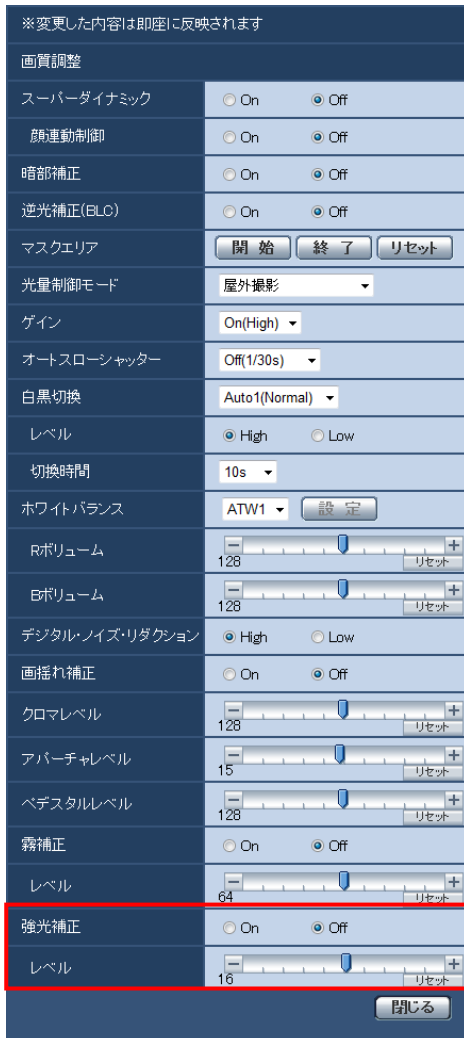 ※変更した内容は即座に反映されます
画質調整
スーパーダイナミック On Off
顔連動制御 On Off
暗部補正 On Off
逆光補正(BLC) On Off
マスクエリア 開始 終了 リセット
光量制御モード 屋外撮影
ゲイン On(High)
オートスローシャッター Off(1/30s)
白黒切換 Auto1(Normal)
レベル High Low
切換時間 10s
ホワイトバランス ATW1 設定
Rボリューム 128 リセット
Bボリューム 128 リセット
デジタル・ノイズ・リダクション High Low
画揺れ補正 On Off
クロマレベル 128 リセット
アパーチャレベル 15 リセット
ペデスタルレベル 128 リセット
霧補正 On Off
レベル 64 リセット
強光補正 On Off
レベル 16 リセット
閉じる